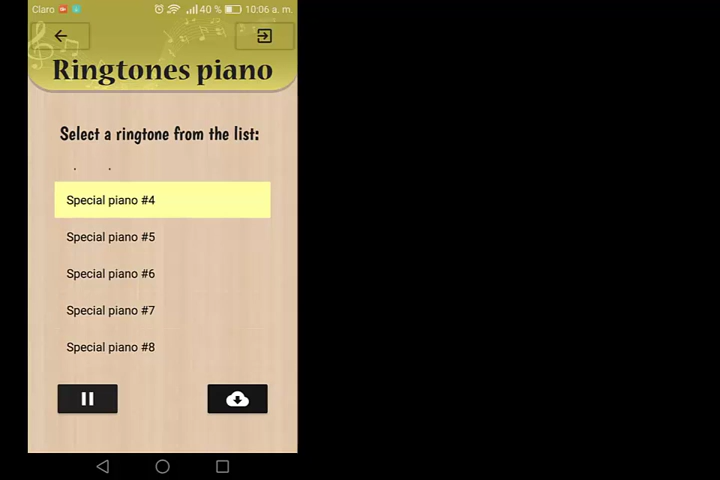 Claro 40 % 10:06 a. m.
Ringtones piano
Select a ringtone from the list:
Special piano #4
Special piano #5
Special piano #6
Special piano #7
Special piano #8